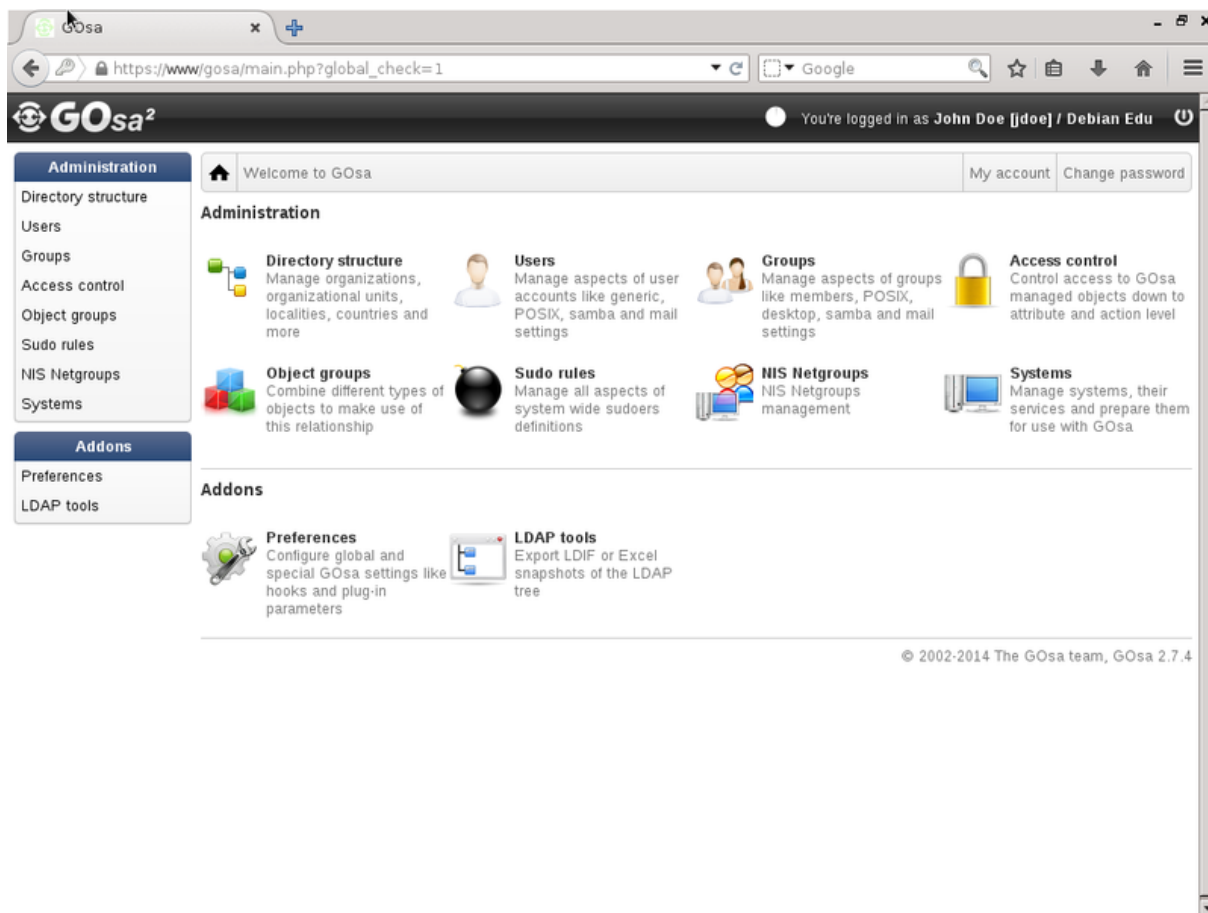 GOsa
https://www/gosa/main.php?global_check=1
Google
GOsa²
You're logged in as John Doe [jdoe] / Debian Edu
Administration
Directory structure
Users
Groups
Access control
Object groups
Sudo rules
NIS Netgroups
Systems
Addons
Preferences
LDAP tools
Welcome to GOsa
My account
Change password
Administration
Directory structure
Manage organizations,
organizational units,
localities, countries and
more
Users
Manage aspects of user
accounts like generic,
POSIX, samba and mail
settings
Groups
Manage aspects of groups
like members, POSIX,
desktop, samba and mail
settings
Access control
Control access to GOsa
managed objects down to
attribute and action level
Object groups
Combine different types of
objects to make use of
this relationship
Sudo rules
Manage all aspects of
system wide sudoers
definitions
NIS Netgroups
NIS Netgroups
management
Systems
Manage systems, their
services and prepare them
for use with GOsa
Addons
Preferences
Configure global and
special GOsa settings like
hooks and plug-in
parameters
LDAP tools
Export LDIF or Excel
snapshots of the LDAP
tree
© 2002-2014 The GOsa team, GOsa 2.7.4